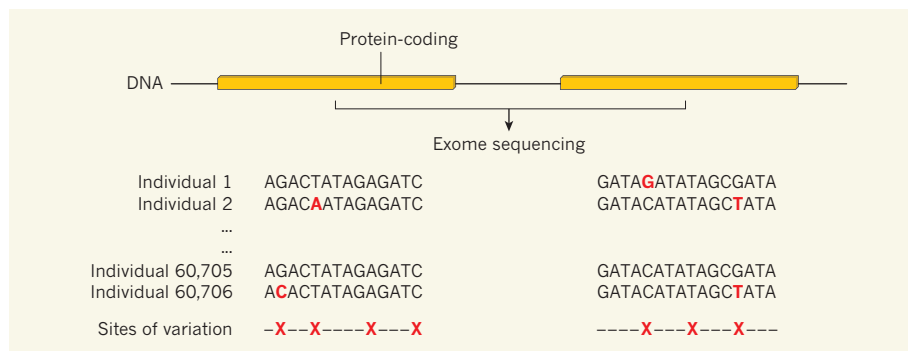 Protein-coding
DNA
Exome sequencing
Individual 1 AGACTATAGAGATC GATAGATATAGCGATA
Individual 2 AGACAATAGAGATC GATACATATAGCTATA
...
...
Individual 60,705 AGACTATAGAGATC GATACATATAGCGATA
Individual 60,706 ACACTATAGAGATC GATACATATAGCTATA
Sites of variation –X––X––––X–––X ––––X–––X–––X–––